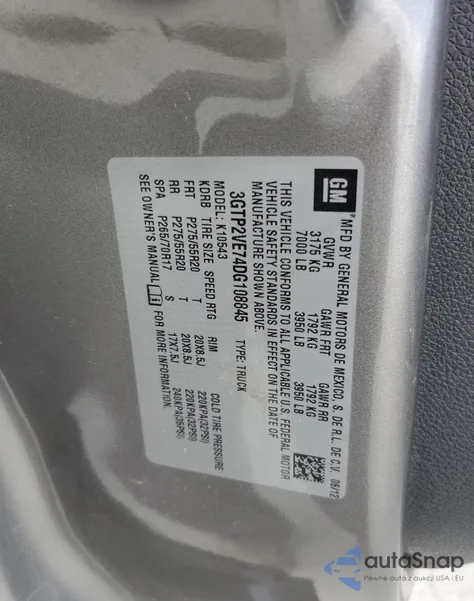 GM
MFD BY GENERAL MOTORS DE MEXICO, S. DE R.L. DE C.V. 06/12
GVWR GAWR FRT GAWR RR
3175 KG 1792 KG 1792 KG
7000 LB 3950 LB 3950 LB
THIS VEHICLE CONFORMS TO ALL APPLICABLE U.S. FEDERAL MOTOR
VEHICLE SAFETY STANDARDS IN EFFECT ON THE DATE OF
MANUFACTURE SHOWN ABOVE.
3GTP2VE74DG108845 TYPE: TRUCK
MODEL: K10543
KDRB TIRE SIZE SPEED RTG RIM COLD TIRE PRESSURE
FRT P275/55R20 T 20X8.5J 220KPA(32PSI)
RR P275/55R20 T 20X8.5J 220KPA(32PSI)
SPA P265/70R17 S 17X7.5J 240KPA(35PSI)
SEE OWNER'S MANUAL FOR MORE INFORMATION.
autoSnap
Pewne auta z USA i EU